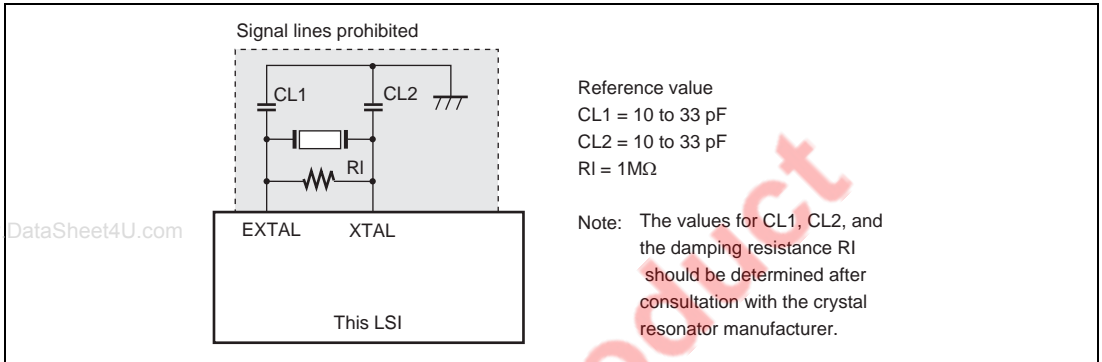 Signal lines prohibited
CL1
CL2
RI
EXTAL
XTAL
This LSI
Reference value
CL1 = 10 to 33 pF
CL2 = 10 to 33 pF
RI = 1MΩ
Note: The values for CL1, CL2, and
the damping resistance RI
should be determined after
consultation with the crystal
resonator manufacturer.
DataSheet4U.com